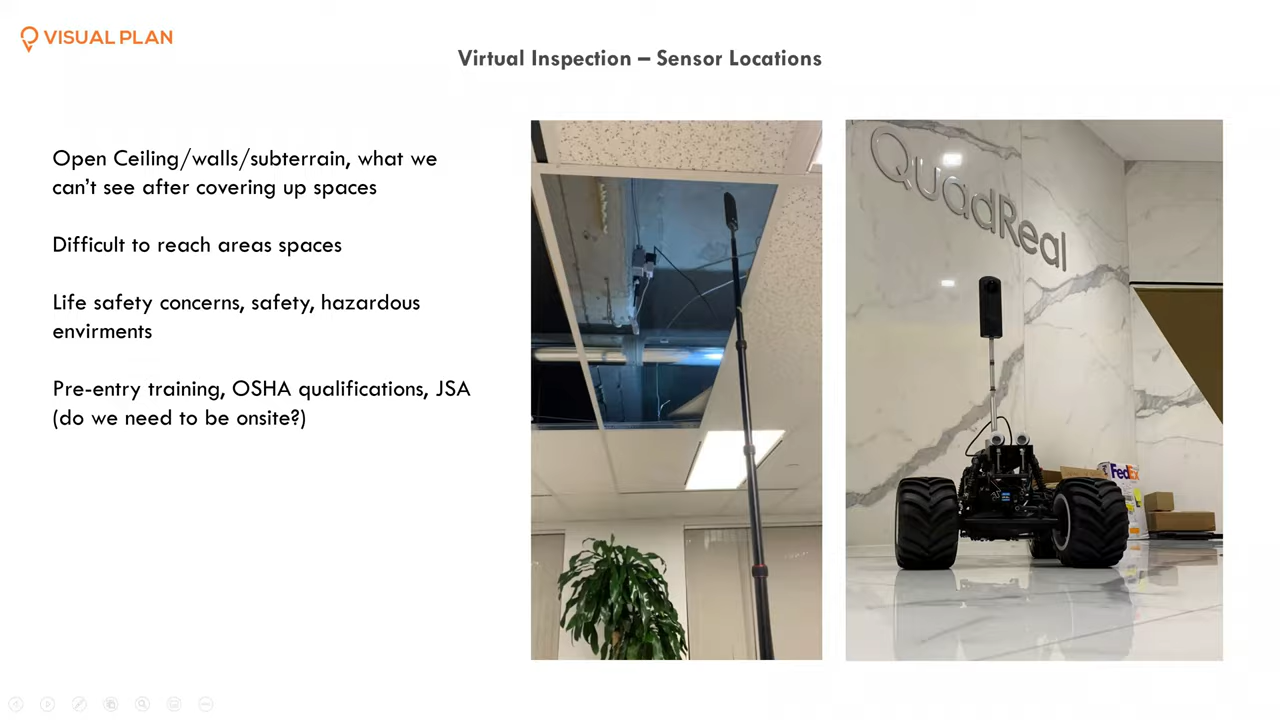 VISUAL PLAN
Virtual Inspection – Sensor Locations
Open Ceiling/walls/subterrain, what we
can't see after covering up spaces
Difficult to reach areas spaces
Life safety concerns, safety, hazardous
envirments
Pre-entry training, OSHA qualifications, JSA
(do we need to be onsite?)
QuadReal
FedEx